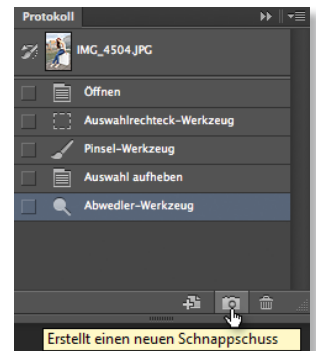 Protokoll
IMG_4504.JPG
Öffnen
Auswahlrechteck-Werkzeug
Pinsel-Werkzeug
Auswahl aufheben
Abwedler-Werkzeug
Erstellt einen neuen Schnappschuss